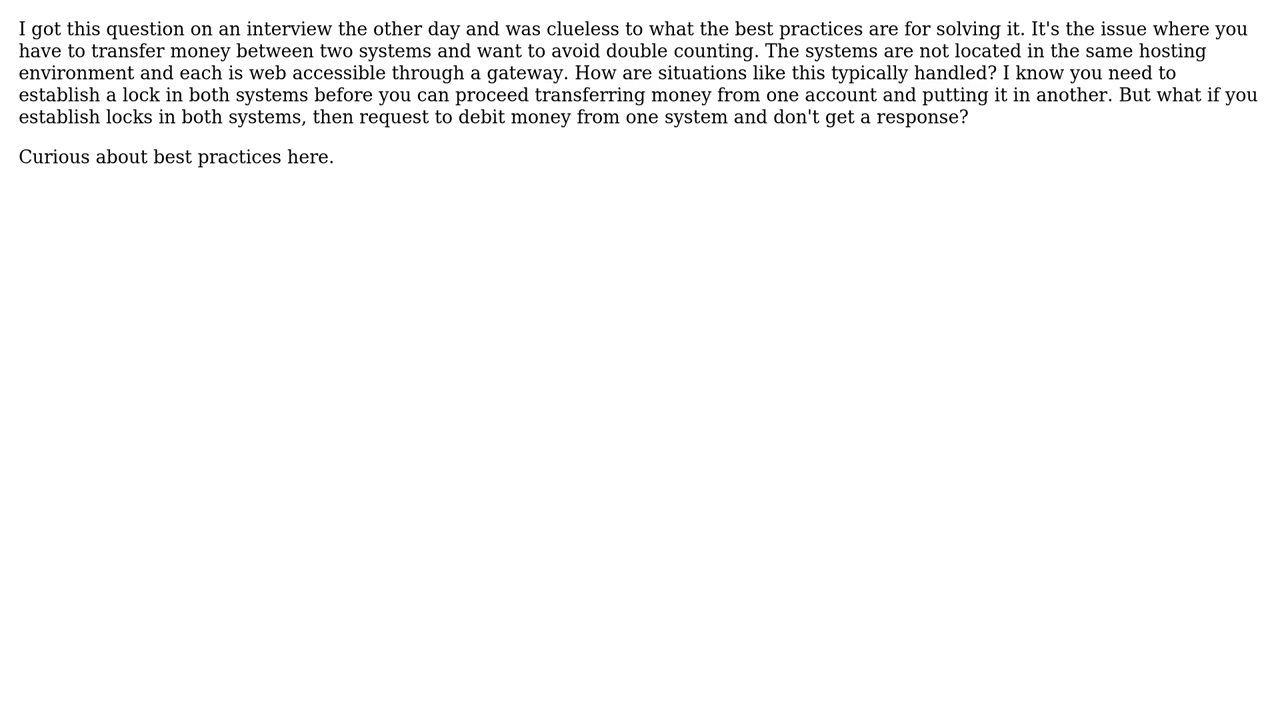 I got this question on an interview the other day and was clueless to what the best practices are for solving it. It's the issue where you
have to transfer money between two systems and want to avoid double counting. The systems are not located in the same hosting
environment and each is web accessible through a gateway. How are situations like this typically handled? I know you need to
establish a lock in both systems before you can proceed transferring money from one account and putting it in another. But what if you
establish locks in both systems, then request to debit money from one system and don't get a response?
Curious about best practices here.